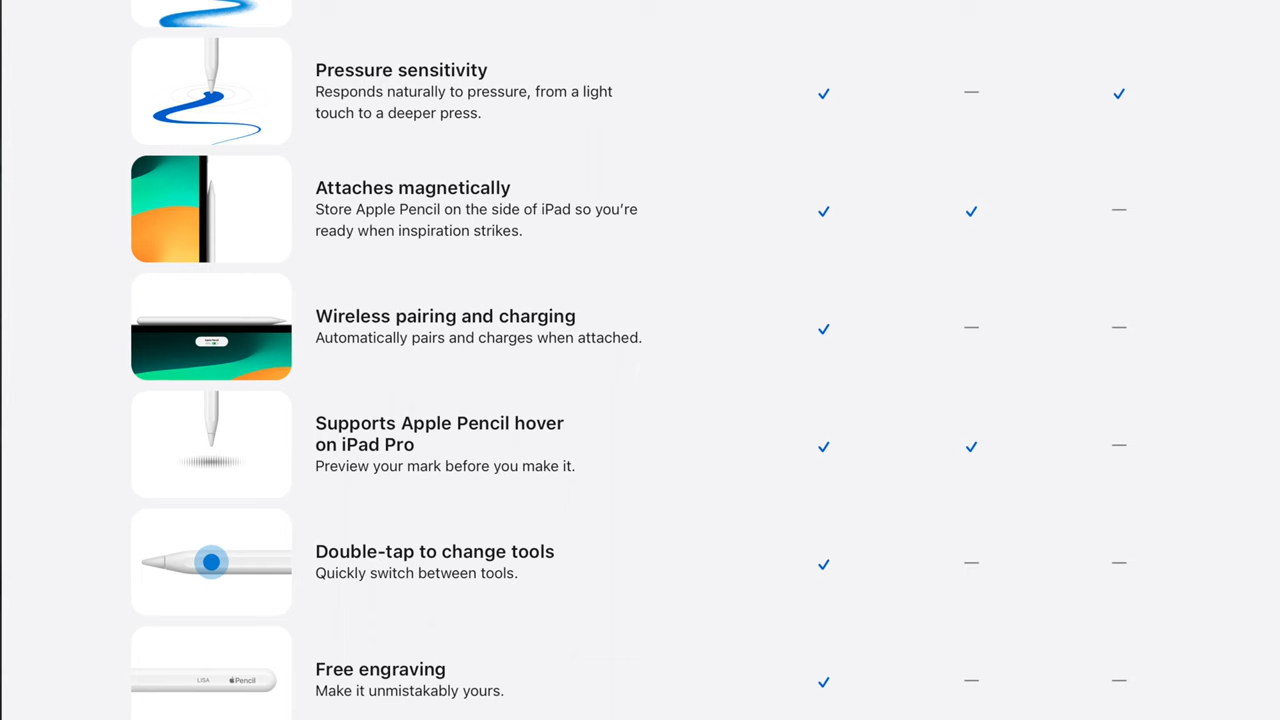 Pressure sensitivity
Responds naturally to pressure, from a light
touch to a deeper press.
Attaches magnetically
Store Apple Pencil on the side of iPad so you’re
ready when inspiration strikes.
Wireless pairing and charging
Automatically pairs and charges when attached.
Supports Apple Pencil hover
on iPad Pro
Preview your mark before you make it.
Double-tap to change tools
Quickly switch between tools.
LISA Pencil
Free engraving
Make it unmistakably yours.